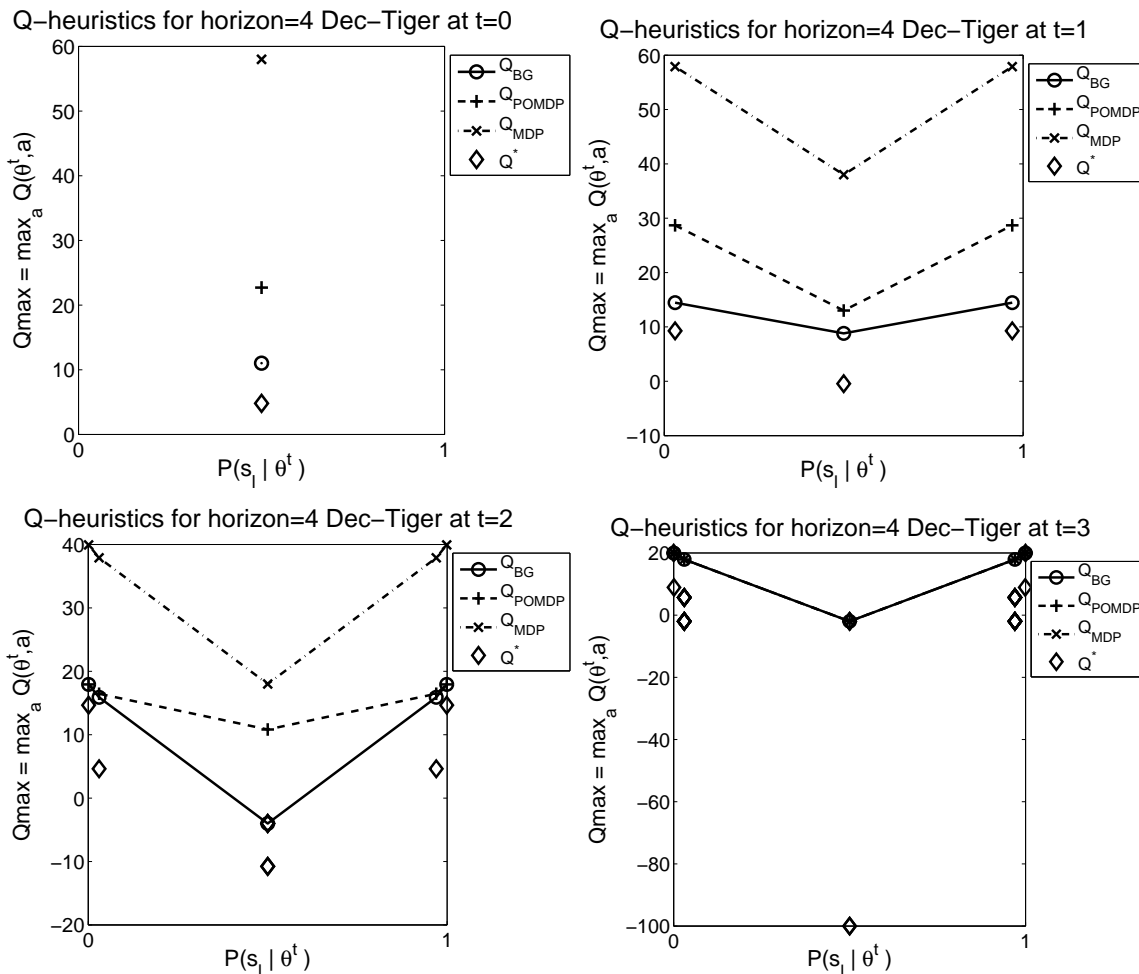 Q−heuristics for horizon=4 Dec−Tiger at t=0
60
50
40
30
20
10
0
0
1
Qmax = max_a Q(θ^t,a)
P(s_l | θ^t )
Q_BG
Q_POMDP
Q_MDP
Q^*
Q−heuristics for horizon=4 Dec−Tiger at t=1
60
50
40
30
20
10
0
−10
0
1
Qmax = max_a Q(θ^t,a)
P(s_l | θ^t )
Q_BG
Q_POMDP
Q_MDP
Q^*
Q−heuristics for horizon=4 Dec−Tiger at t=2
40
30
20
10
0
−10
−20
0
1
Qmax = max_a Q(θ^t,a)
P(s_l | θ^t )
Q_BG
Q_POMDP
Q_MDP
Q^*
Q−heuristics for horizon=4 Dec−Tiger at t=3
20
0
−20
−40
−60
−80
−100
0
1
Qmax = max_a Q(θ^t,a)
P(s_l | θ^t )
Q_BG
Q_POMDP
Q_MDP
Q^*